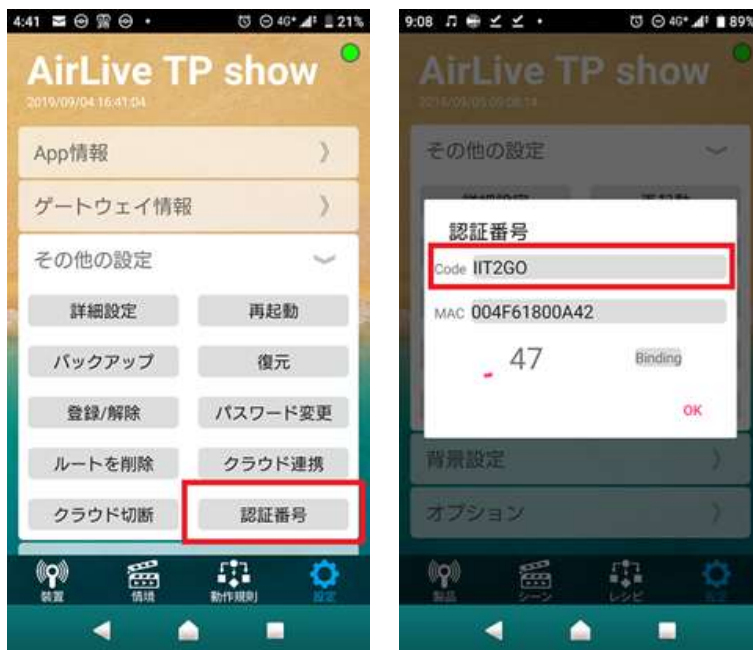 4:41
4G+
21%
AirLive TP show
2019/09/04 16:41:04
App情報
ゲートウェイ情報
その他の設定
詳細設定
再起動
バックアップ
復元
登録/解除
パスワード変更
ルートを削除
クラウド連携
クラウド切断
認証番号
装置
情境
動作規則
設定
9:08
4G+
89%
AirLive TP show
その他の設定
認証番号
Code IIT2GO
MAC 004F61800A42
47
Binding
OK
背景設定
オプション
製品
シーン
レシピ
設定